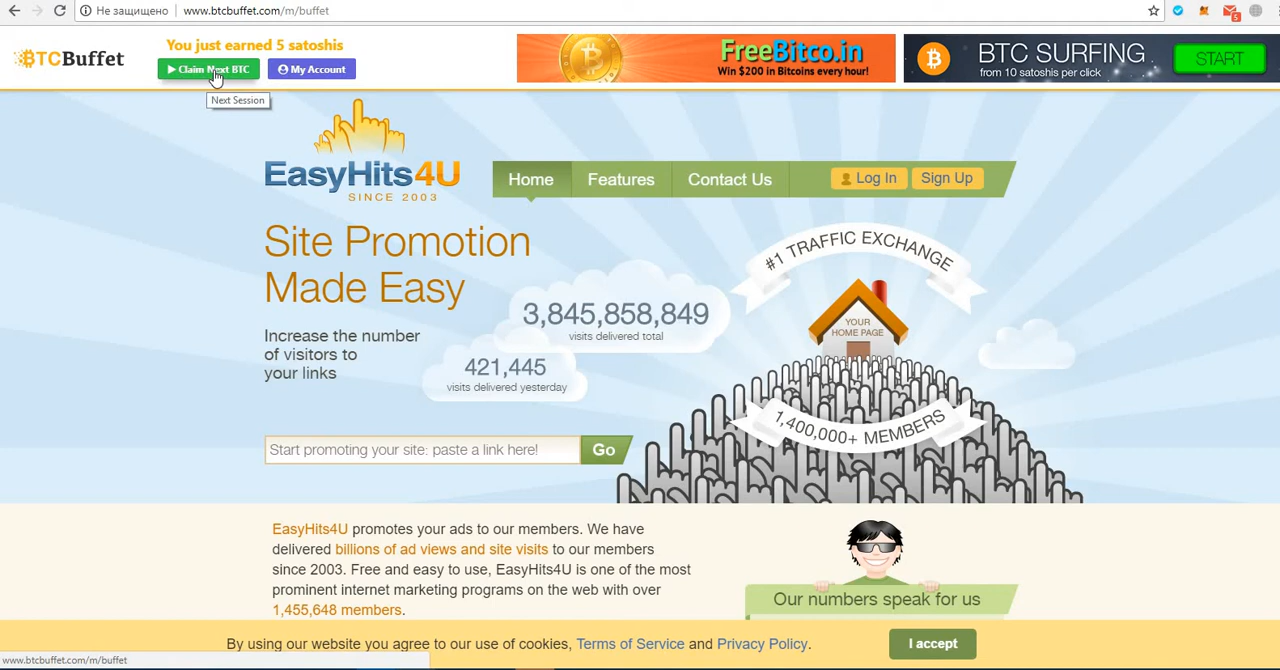 Не защищено www.btcbuffet.com/m/buffet
5
BTCBuffet
You just earned 5 satoshis
Claim Next BTC
My Account
Next Session
FreeBitco.in
Win $200 in Bitcoins every hour!
BTC SURFING
from 10 satoshis per click
START
EasyHits4U
SINCE 2003
Home
Features
Contact Us
Log In
Sign Up
Site Promotion
Made Easy
Increase the number
of visitors to
your links
3,845,858,849
visits delivered total
421,445
visits delivered yesterday
#1 TRAFFIC EXCHANGE
YOUR
HOME PAGE
1,400,000+ MEMBERS
Start promoting your site: paste a link here!
Go
EasyHits4U promotes your ads to our members. We have
delivered billions of ad views and site visits to our members
since 2003. Free and easy to use, EasyHits4U is one of the most
prominent internet marketing programs on the web with over
1,455,648 members.
Our numbers speak for us
By using our website you agree to our use of cookies, Terms of Service and Privacy Policy.
I accept
www.btcbuffet.com/m/buffet